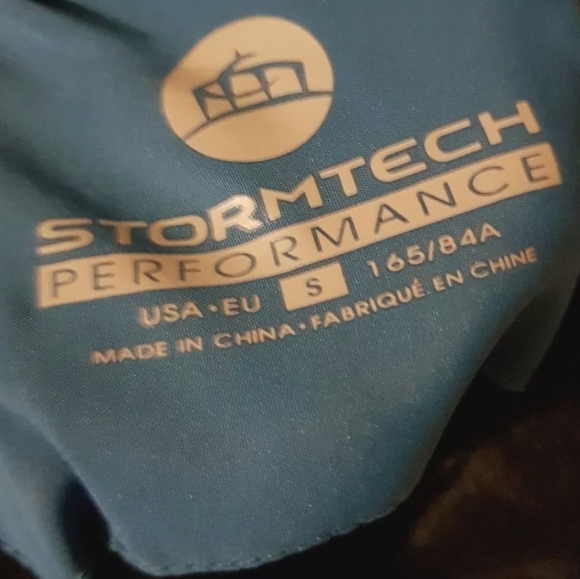 STORMTECH
PERFORMANCE
USA•EU S 165/84A
MADE IN CHINA•FABRIQUÉ EN CHINE